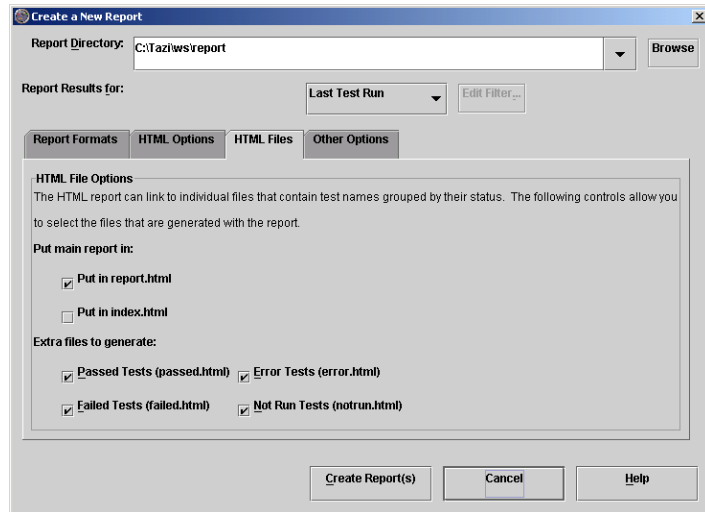 Create a New Report
Report Directory: C:\Tazi\ws\report Browse
Report Results for: Last Test Run Edit Filter...
Report Formats HTML Options HTML Files Other Options
HTML File Options
The HTML report can link to individual files that contain test names grouped by their status. The following controls allow you
to select the files that are generated with the report.
Put main report in:
Put in report.html
Put in index.html
Extra files to generate:
Passed Tests (passed.html) Error Tests (error.html)
Failed Tests (failed.html) Not Run Tests (notrun.html)
Create Report(s) Cancel Help